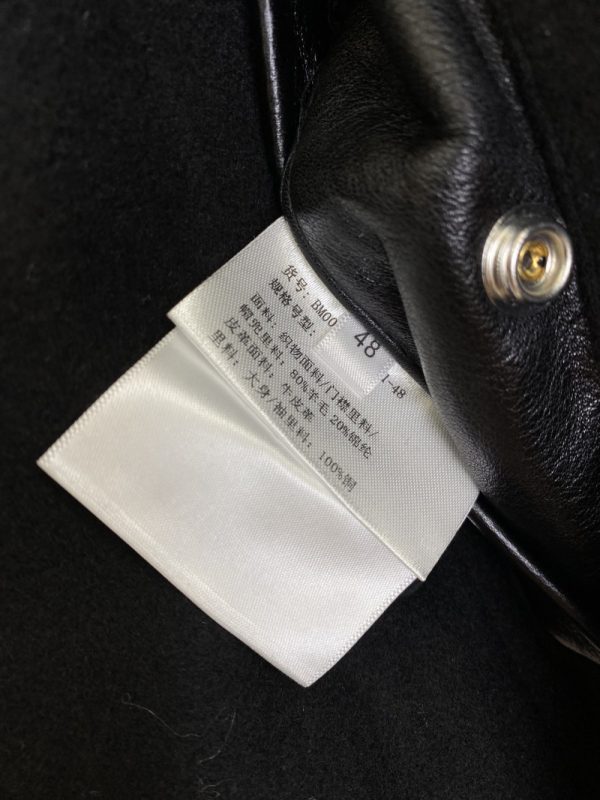 货号: BM00
规格号型: 1-48
48
面料: 织物面料/门襟里料/
帽兜里料: 80%羊毛 20%锦纶
皮革面料: 牛皮革
里料: 大身/袖里料: 100%铜